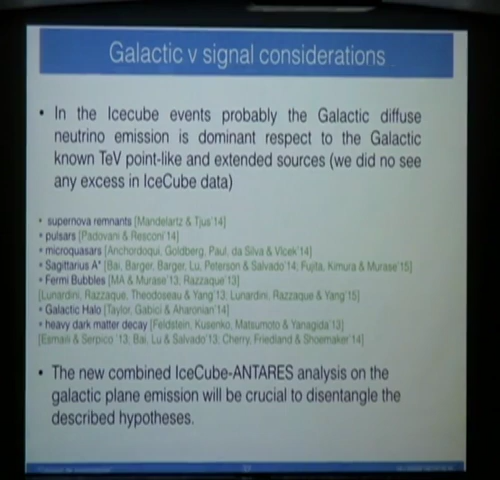 Galactic ν signal considerations
• In the Icecube events probably the Galactic diffuse
neutrino emission is dominant respect to the Galactic
known TeV point-like and extended sources (we did no see
any excess in IceCube data)
• supernova remnants [Mandelartz & Tjus'14]
• pulsars [Padovani & Resconi'14]
• microquasars [Anchordoqui, Goldberg, Paul, da Silva & Vlcek'14]
• Sagittarius A* [Bai, Barger, Barger, Lu, Peterson & Salvado'14; Fujita, Kimura & Murase'15]
• Fermi Bubbles [MA & Murase'13; Razzaque'13]
[Lunardini, Razzaque, Theodoseau & Yang'13; Lunardini, Razzaque & Yang'15]
• Galactic Halo [Taylor, Gabici & Aharonian'14]
• heavy dark matter decay [Feldstein, Kusenko, Matsumoto & Yanagida'13]
[Esmaili & Serpico '13; Bai, Lu & Salvado'13; Cherry, Friedland & Shoemaker'14]
• The new combined IceCube-ANTARES analysis on the
galactic plane emission will be crucial to disentangle the
described hypotheses.